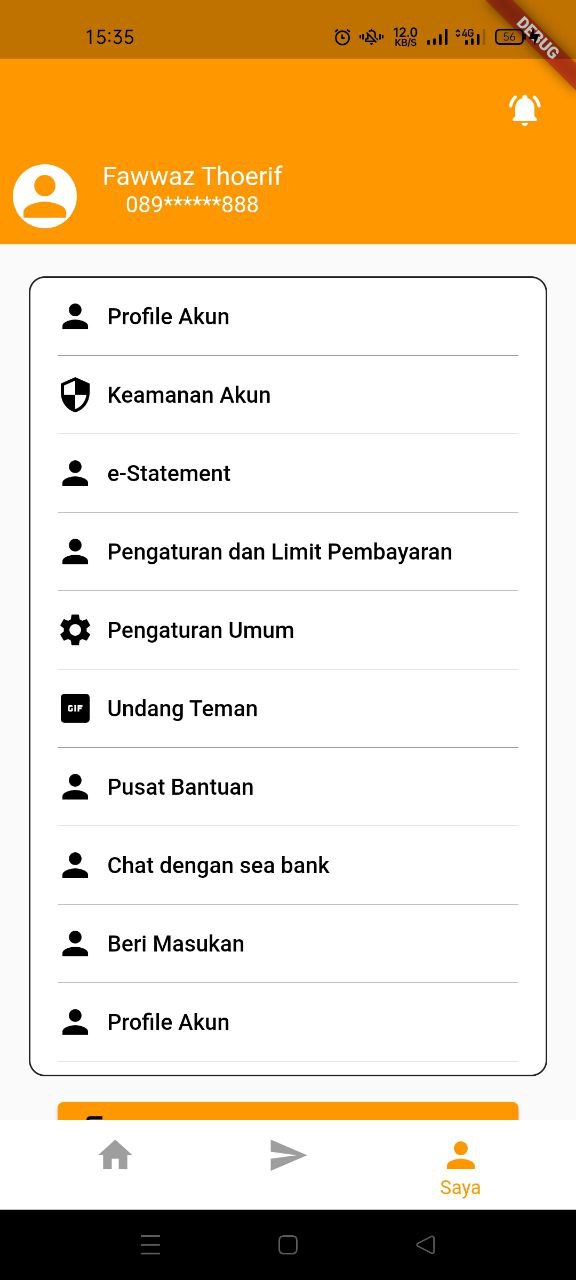 15:35
12.0
KB/S
4G
56
DEBUG
Fawwaz Thoerif
089******888
Profile Akun
Keamanan Akun
e-Statement
Pengaturan dan Limit Pembayaran
Pengaturan Umum
GIF
Undang Teman
Pusat Bantuan
Chat dengan sea bank
Beri Masukan
Profile Akun
Saya